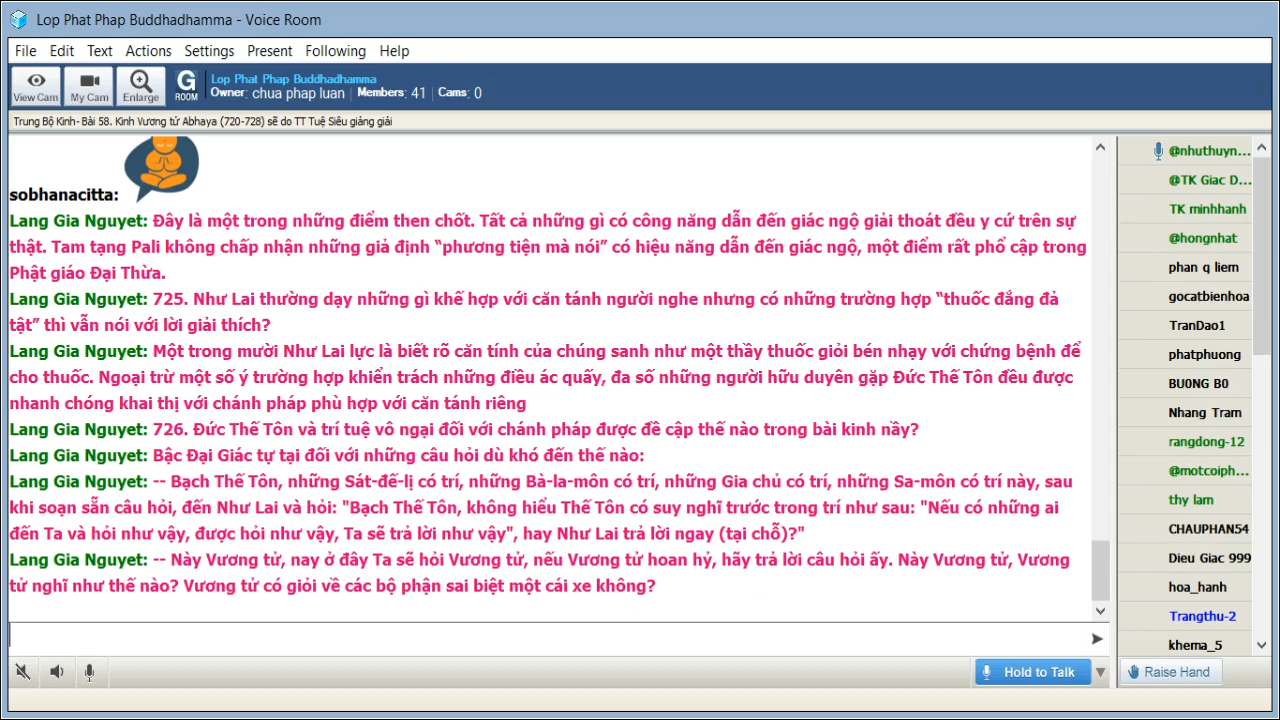 Lop Phat Phap Buddhadhamma - Voice Room
File Edit Text Actions Settings Present Following Help
View Cam My Cam Enlarge G ROOM
Lop Phat Phap Buddhadhamma
Owner: chua phap luan Members: 41 Cams: 0
Trung Bộ Kinh- Bài 58. Kinh Vương tử Abhaya (720-728) sẽ do TT Tuệ Siêu giảng giải
sobhanacitta:
Lang Gia Nguyet: Đây là một trong những điểm then chốt. Tất cả những gì có công năng dẫn đến giác ngộ giải thoát đều y cứ trên sự
thật. Tam tạng Pali không chấp nhận những giả định “phương tiện mà nói” có hiệu năng dẫn đến giác ngộ, một điểm rất phổ cập trong
Phật giáo Đại Thừa.
Lang Gia Nguyet: 725. Như Lai thường dạy những gì khế hợp với căn tánh người nghe nhưng có những trường hợp “thuốc đắng đả
tật” thì vẫn nói với lời giải thích?
Lang Gia Nguyet: Một trong mười Như Lai lực là biết rõ căn tính của chúng sanh như một thầy thuốc giỏi bén nhạy với chứng bệnh để
cho thuốc. Ngoại trừ một số ý trường hợp khiển trách những điều ác quấy, đa số những người hữu duyên gặp Đức Thế Tôn đều được
nhanh chóng khai thị với chánh pháp phù hợp với căn tánh riêng
Lang Gia Nguyet: 726. Đức Thế Tôn và trí tuệ vô ngại đối với chánh pháp được đề cập thế nào trong bài kinh nầy?
Lang Gia Nguyet: Bậc Đại Giác tự tại đối với những câu hỏi dù khó đến thế nào:
Lang Gia Nguyet: -- Bạch Thế Tôn, những Sát-đế-lị có trí, những Bà-la-môn có trí, những Gia chủ có trí, những Sa-môn có trí này, sau
khi soạn sẵn câu hỏi, đến Như Lai và hỏi: "Bạch Thế Tôn, không hiểu Thế Tôn có suy nghĩ trước trong trí như sau: "Nếu có những ai
đến Ta và hỏi như vậy, được hỏi như vậy, Ta sẽ trả lời như vậy", hay Như Lai trả lời ngay (tại chỗ)?"
Lang Gia Nguyet: -- Này Vương tử, nay ở đây Ta sẽ hỏi Vương tử, nếu Vương tử hoan hỷ, hãy trả lời câu hỏi ấy. Này Vương tử, Vương
tử nghĩ như thế nào? Vương tử có giỏi về các bộ phận sai biệt một cái xe không?
@nhuthuyn...
@TK Giac D...
TK minhhanh
@hongnhat
phan q liem
gocatbienhoa
TranDao1
phatphuong
BU0NG B0
Nhang Tram
rangdong-12
@motcoiph...
thy lam
CHAUPHAN54
Dieu Giac 999
hoa_hanh
Trangthu-2
khema_5
Hold to Talk
Raise Hand